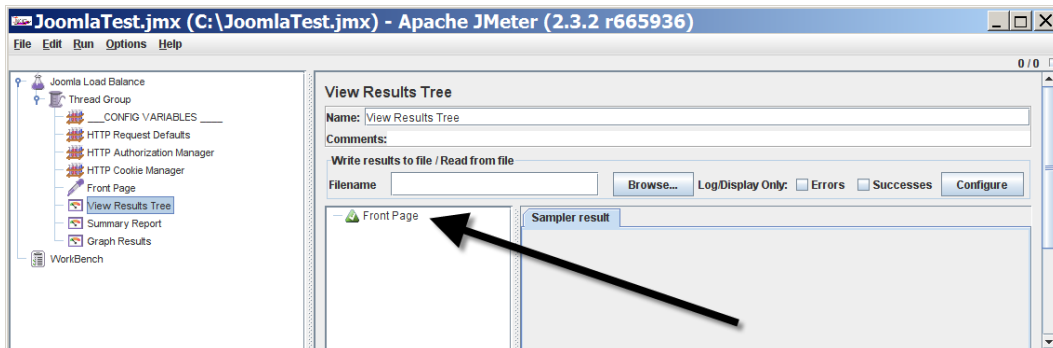 JoomlaTest.jmx (C:\JoomlaTest.jmx) - Apache JMeter (2.3.2 r665936)
File Edit Run Options Help
0 / 0
Joomla Load Balance
Thread Group
___CONFIG VARIABLES ____
HTTP Request Defaults
HTTP Authorization Manager
HTTP Cookie Manager
Front Page
View Results Tree
Summary Report
Graph Results
WorkBench
View Results Tree
Name: View Results Tree
Comments:
Write results to file / Read from file
Filename Browse... Log/Display Only: Errors Successes Configure
Front Page
Sampler result